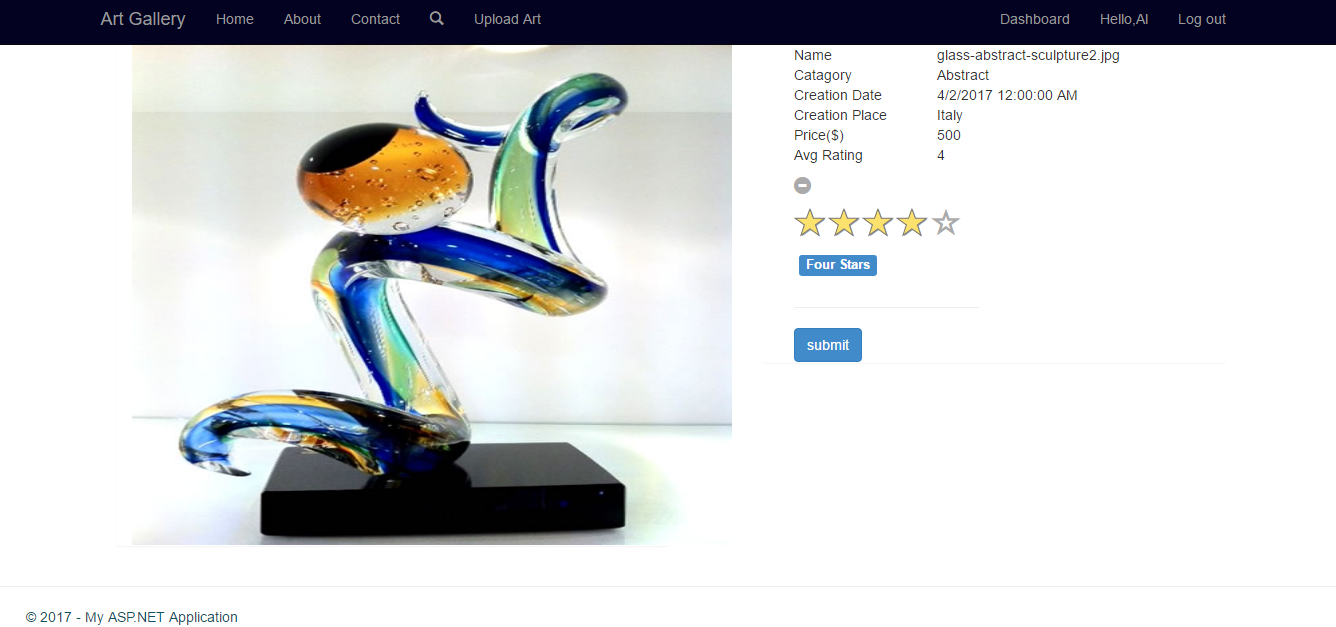 Art Gallery Home About Contact Upload Art Dashboard Hello,Al Log out
Name glass-abstract-sculpture2.jpg
Catagory Abstract
Creation Date 4/2/2017 12:00:00 AM
Creation Place Italy
Price($) 500
Avg Rating 4
Four Stars
submit
© 2017 - My ASP.NET Application